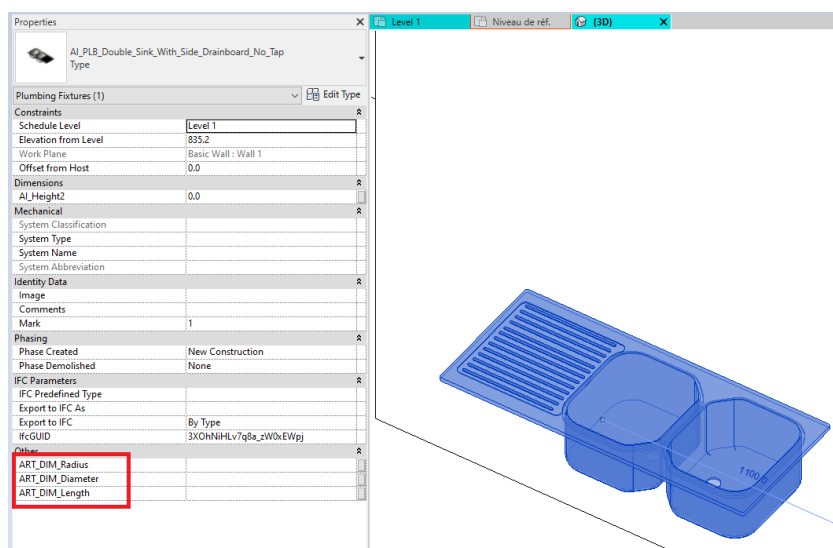 Properties
Level 1
Niveau de réf.
{3D}
AI_PLB_Double_Sink_With_Side_Drainboard_No_Tap
Type
Plumbing Fixtures (1)
Edit Type
Constraints
Schedule Level Level 1
Elevation from Level 835.2
Work Plane Basic Wall : Wall 1
Offset from Host 0.0
Dimensions
AI_Height2 0.0
Mechanical
System Classification
System Type
System Name
System Abbreviation
Identity Data
Image
Comments
Mark 1
Phasing
Phase Created New Construction
Phase Demolished None
IFC Parameters
IFC Predefined Type
Export to IFC As
Export to IFC By Type
IfcGUID 3XOhNiHLv7q8a_zW0xEWpj
Other
ART_DIM_Radius
ART_DIM_Diameter
ART_DIM_Length
1100.0